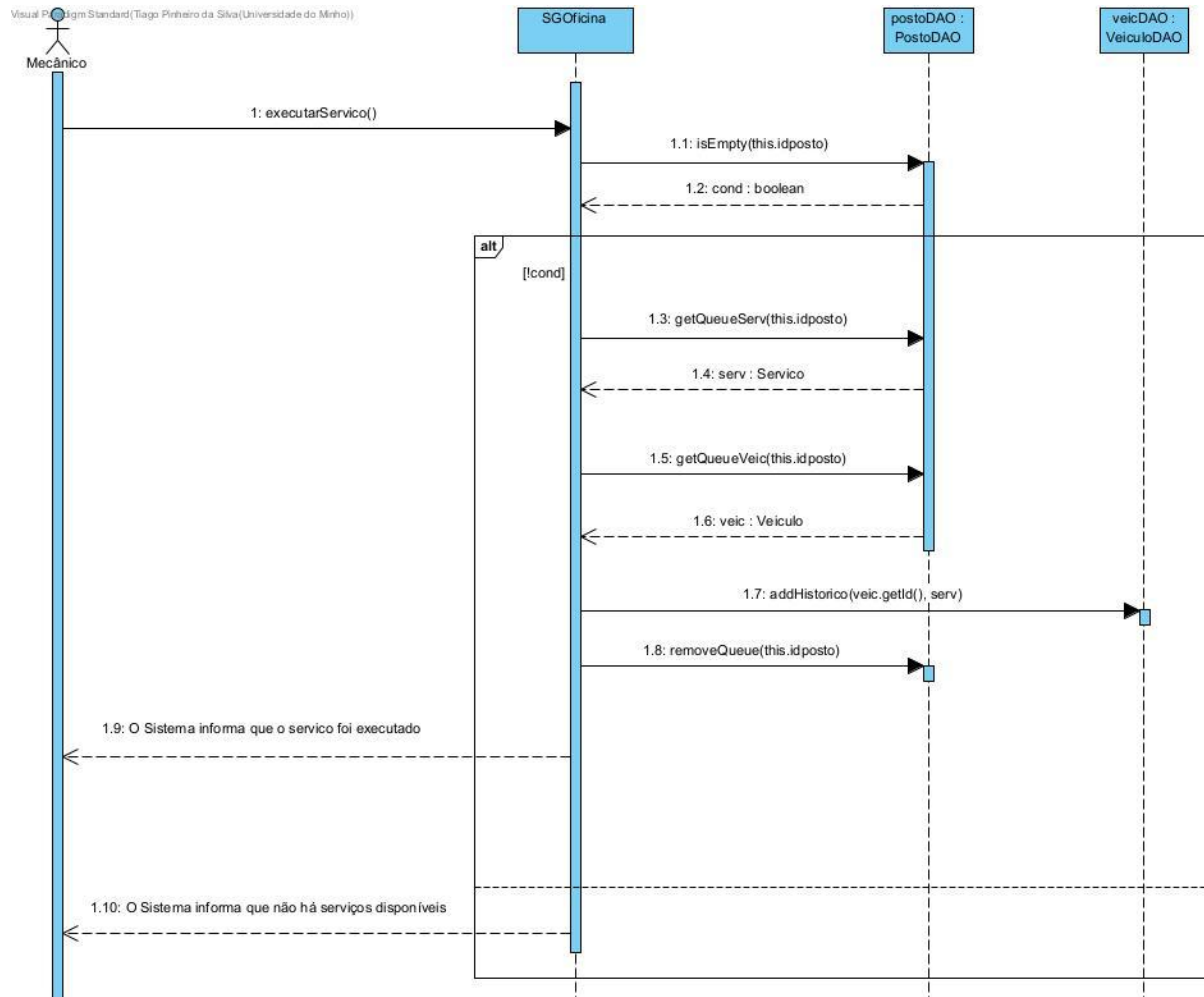 Visual Paradigm Standard(Tiago Pinheiro da Silva(Universidade do Minho))
Mecânico
SGOficina
postoDAO :
PostoDAO
veicDAO :
VeiculoDAO
1: executarServico()
1.1: isEmpty(this.idposto)
1.2: cond : boolean
alt
[!cond]
1.3: getQueueServ(this.idposto)
1.4: serv : Servico
1.5: getQueueVeic(this.idposto)
1.6: veic : Veiculo
1.7: addHistorico(veic.getId(), serv)
1.8: removeQueue(this.idposto)
1.9: O Sistema informa que o servico foi executado
1.10: O Sistema informa que não há serviços disponíveis